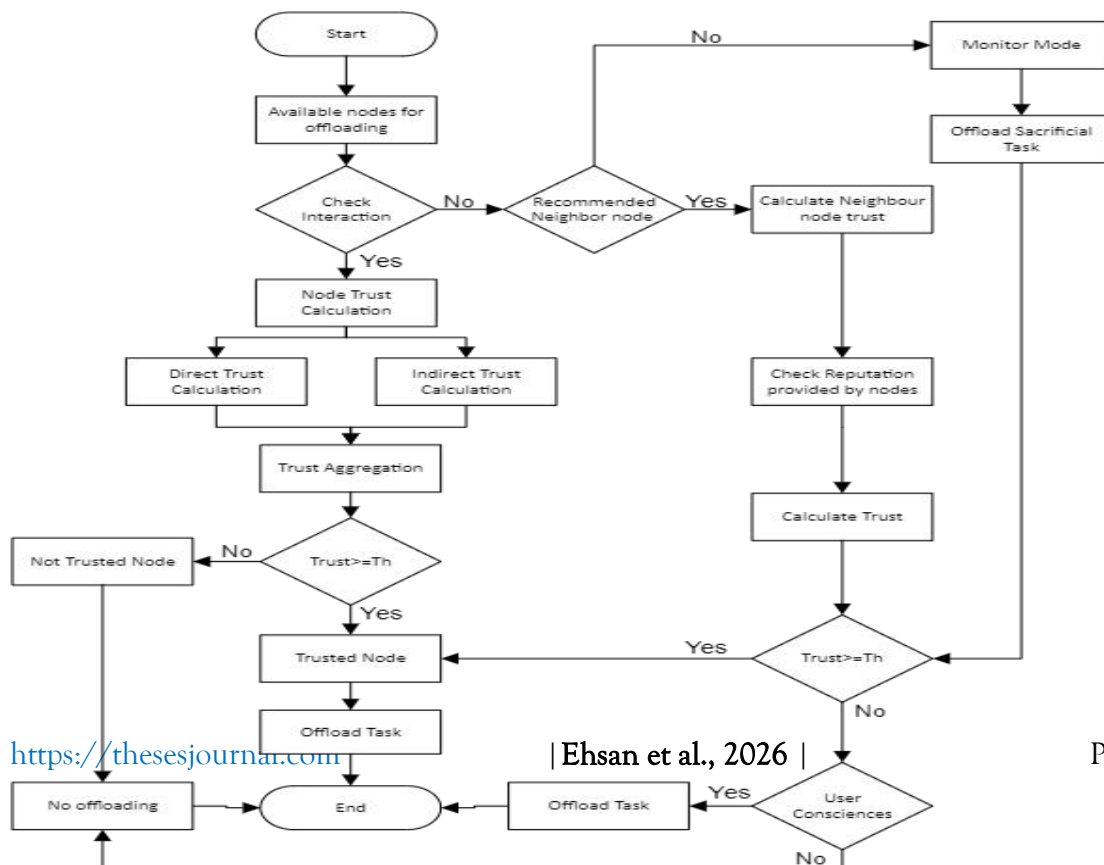 Start
No
Monitor Mode
Available nodes for
offloading
Offload Sacrificial
Task
Check
Interaction
No
Recommended
Neighbor node
Yes
Calculate Neighbour
node trust
Yes
Node Trust
Calculation
Direct Trust
Calculation
Indirect Trust
Calculation
Check Reputation
provided by nodes
Trust Aggregation
Calculate Trust
Not Trusted Node
No
Trust>=Th
Yes
Trusted Node
Yes
Trust>=Th
No
Offload Task
https://thesesjournal.com
| Ehsan et al., 2026 |
P
No offloading
End
Offload Task
Yes
User
Consciences
No